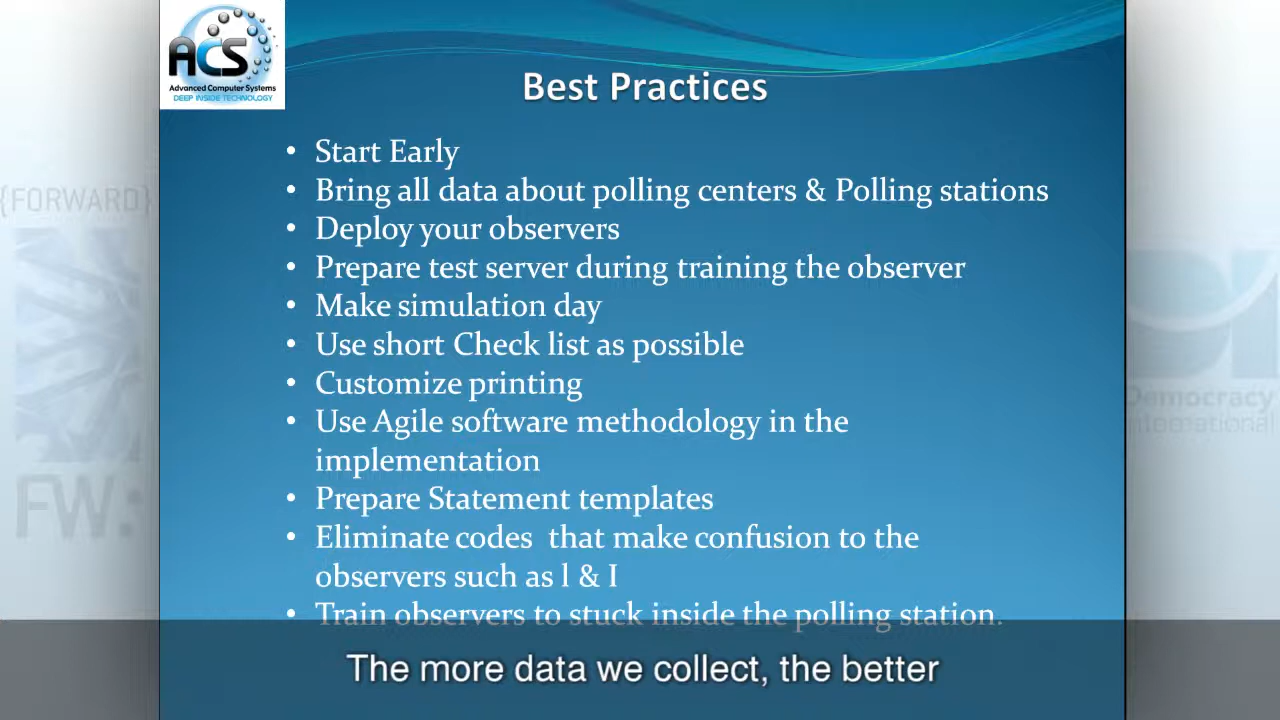 ACS
Advanced Computer Systems
DEEP INSIDE TECHNOLOGY
Best Practices
• Start Early
• Bring all data about polling centers & Polling stations
• Deploy your observers
• Prepare test server during training the observer
• Make simulation day
• Use short Check list as possible
• Customize printing
• Use Agile software methodology in the
implementation
• Prepare Statement templates
• Eliminate codes  that make confusion to the
observers such as l & I
• Train observers to stuck inside the polling station.
{FORWARD}
FW:
DI
Democracy
International
The more data we collect, the better